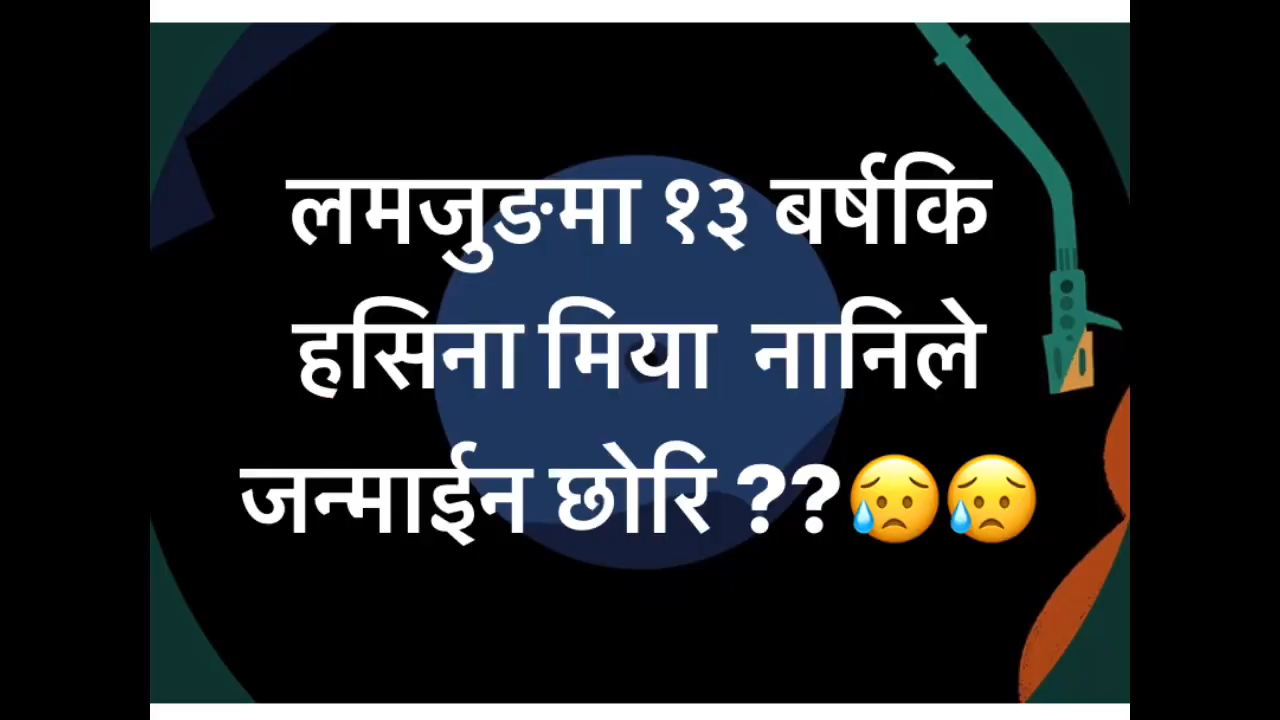 लमजुङमा १३ बर्षकि
हसिना मिया नानिले
जन्माईन छोरि ??😥😥